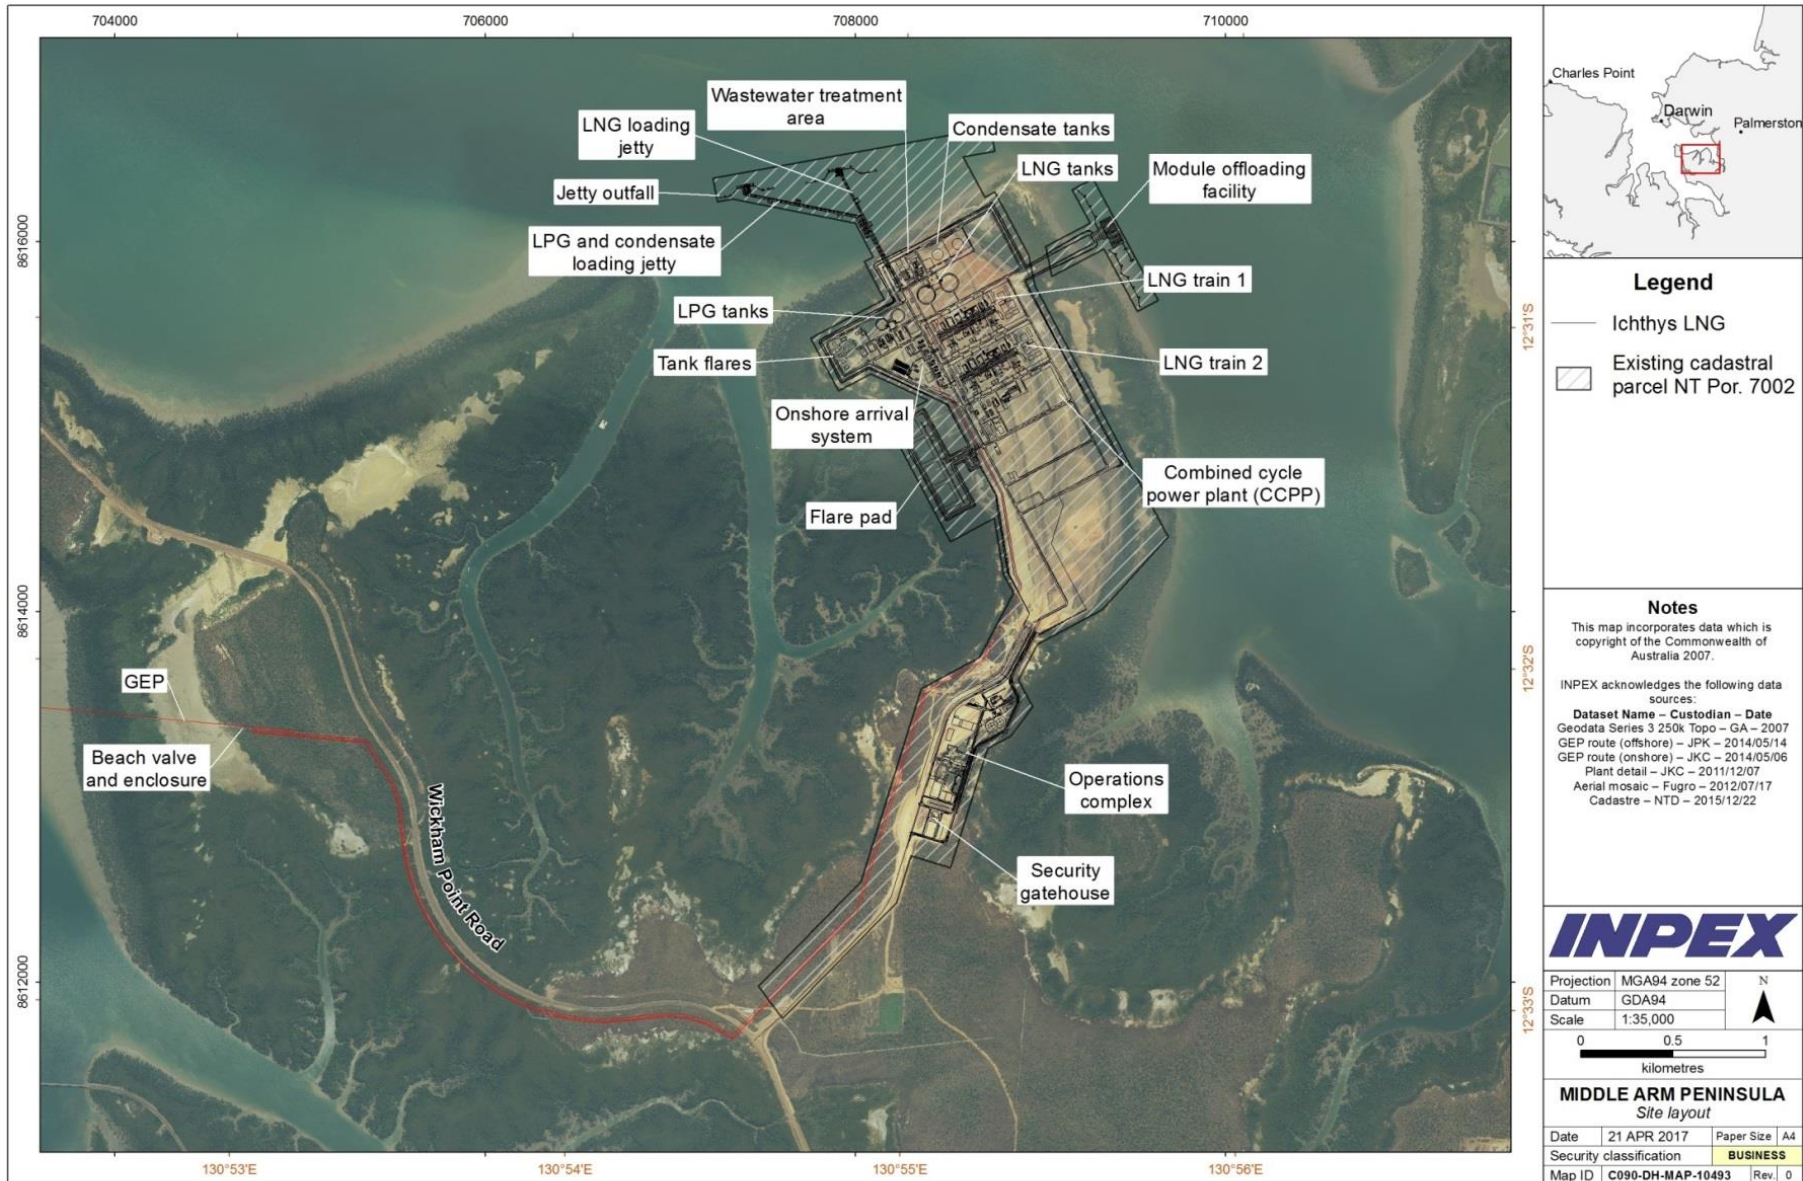 704000
706000
708000
710000
8616000
8614000
8612000
12°31'S
12°32'S
12°33'S
130°53'E
130°54'E
130°55'E
130°56'E
Wastewater treatment
area
LNG loading
jetty
Condensate tanks
LNG tanks
Module offloading
facility
Jetty outfall
LPG and condensate
loading jetty
LNG train 1
LPG tanks
Tank flares
LNG train 2
Onshore arrival
system
Combined cycle
power plant (CCPP)
Flare pad
GEP
Beach valve
and enclosure
Wickham Point Road
Operations
complex
Security
gatehouse
Charles Point
Darwin
Palmerston
Legend
Ichthys LNG
Existing cadastral
parcel NT Por. 7002
Notes
This map incorporates data which is
copyright of the Commonwealth of
Australia 2007.
INPEX acknowledges the following data
sources:
Dataset Name – Custodian – Date
Geodata Series 3 250k Topo – GA – 2007
GEP route (offshore) – JPK – 2014/05/14
GEP route (onshore) – JKC – 2014/05/06
Plant detail – JKC – 2011/12/07
Aerial mosaic – Fugro – 2012/07/17
Cadastre – NTD – 2015/12/22
INPEX
Projection MGA94 zone 52
Datum GDA94
Scale 1:35,000
N
0 0.5 1
kilometres
MIDDLE ARM PENINSULA
Site layout
Date 21 APR 2017 Paper Size A4
Security classification BUSINESS
Map ID C090-DH-MAP-10493 Rev. 0